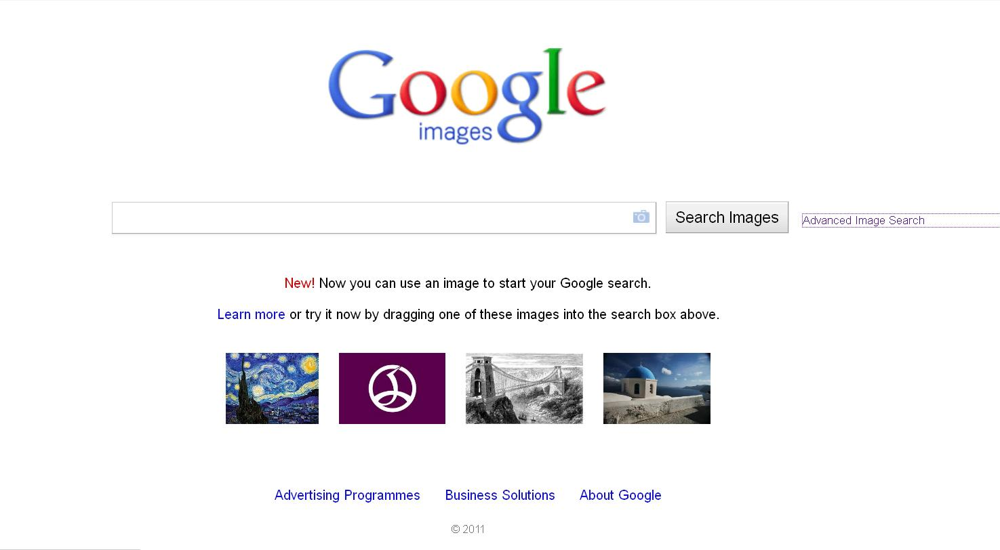 Google
images
Search Images
Advanced Image Search
New! Now you can use an image to start your Google search.
Learn more or try it now by dragging one of these images into the search box above.
Advertising Programmes Business Solutions About Google
© 2011